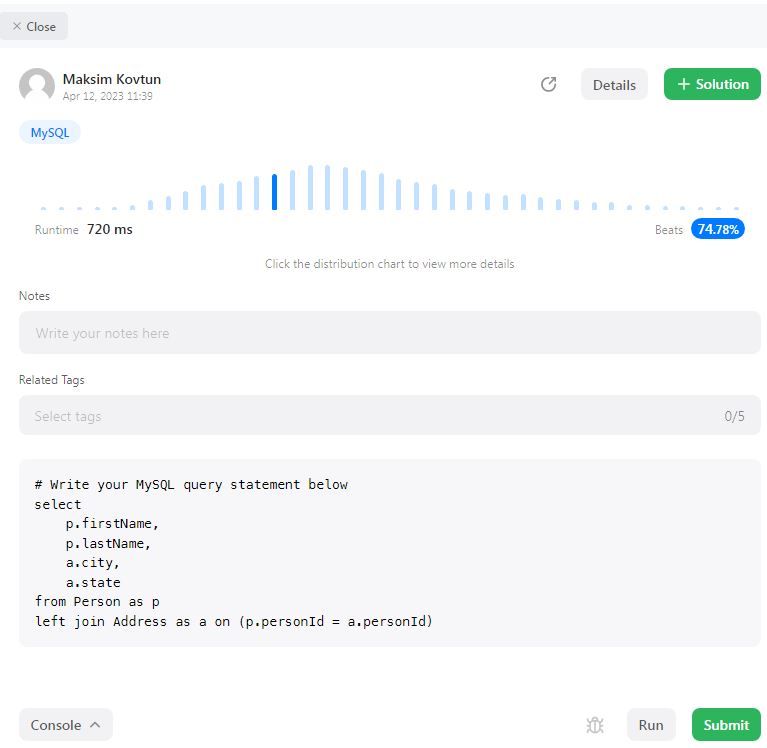 Close
Maksim Kovtun
Apr 12, 2023 11:39
Details
+ Solution
MySQL
Runtime 720 ms
Beats 74.78%
Click the distribution chart to view more details
Notes
Write your notes here
Related Tags
Select tags
0/5
# Write your MySQL query statement below
select
    p.firstName,
    p.lastName,
    a.city,
    a.state
from Person as p
left join Address as a on (p.personId = a.personId)
Console
Run
Submit